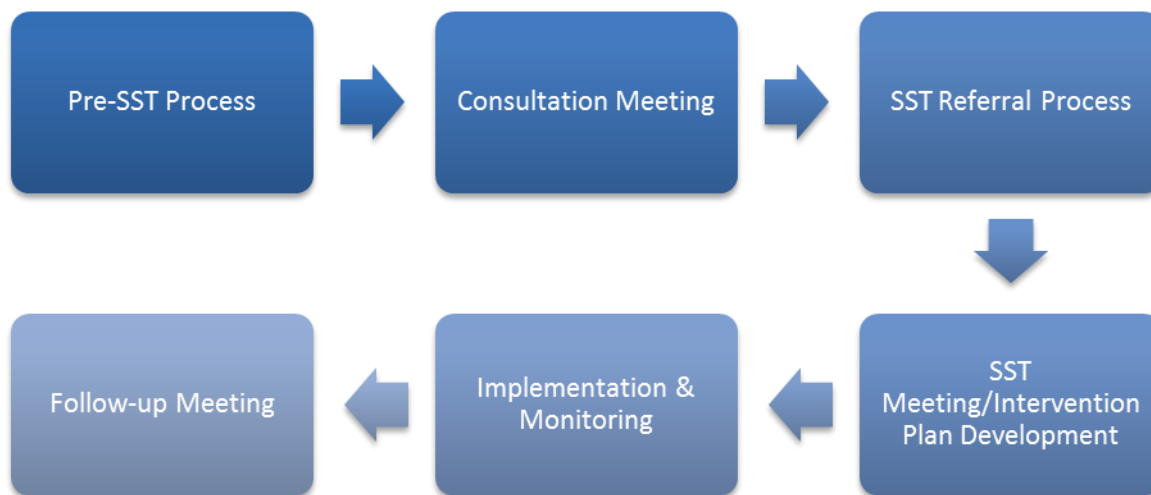 Pre-SST Process
Consultation Meeting
SST Referral Process
SST
Meeting/Intervention
Plan Development
Implementation &
Monitoring
Follow-up Meeting